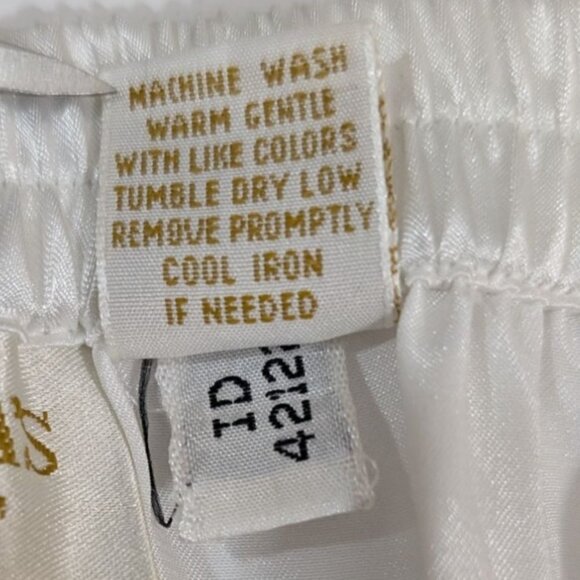 MACHINE WASH
WARM GENTLE
WITH LIKE COLORS
TUMBLE DRY LOW
REMOVE PROMPTLY
COOL IRON
IF NEEDED
ID